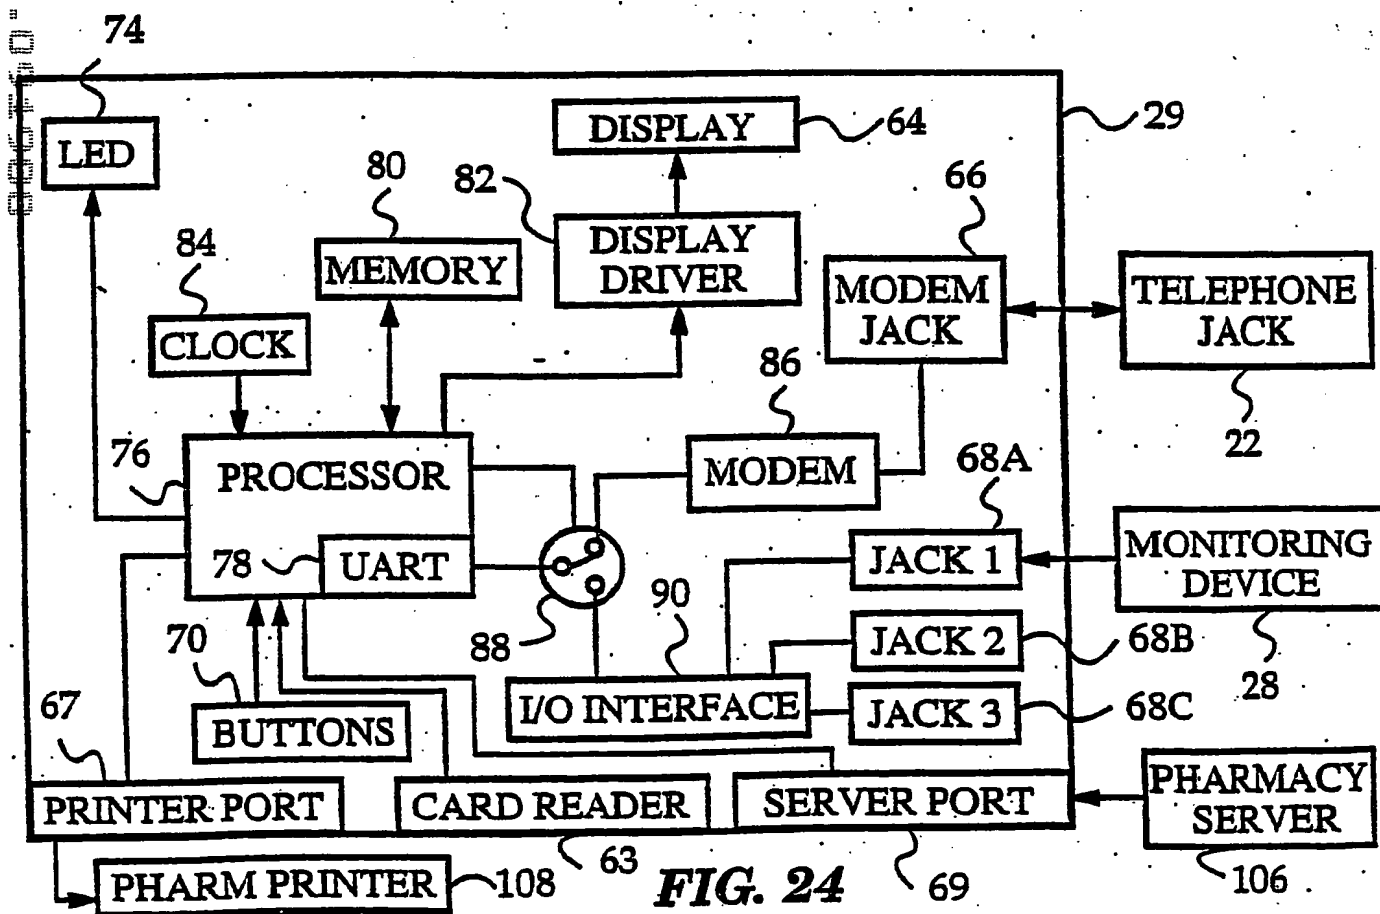 74
LED
DISPLAY
64
29
80
82
66
84
MEMORY
DISPLAY
DRIVER
MODEM
JACK
TELEPHONE
JACK
CLOCK
86
22
76
PROCESSOR
MODEM
68A
78
UART
JACK 1
MONITORING
DEVICE
90
88
70
JACK 2
68B
28
67
I/O INTERFACE
JACK 3
68C
BUTTONS
PRINTER PORT
CARD READER
SERVER PORT
PHARMACY
SERVER
63
69
106
PHARM PRINTER
108
FIG. 24